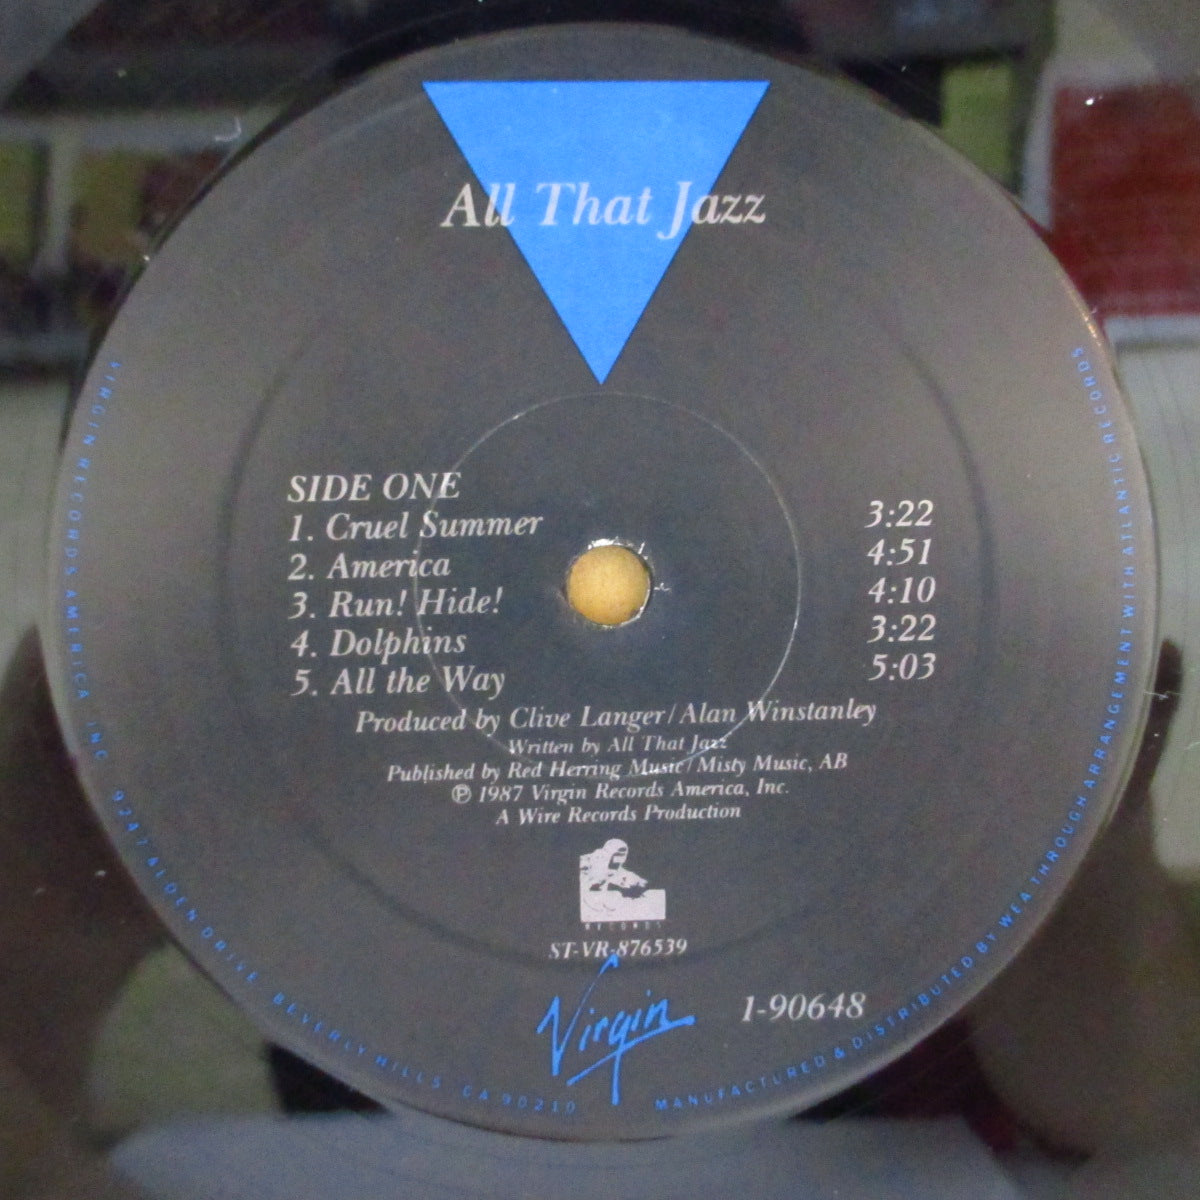 All That Jazz
SIDE ONE
1. Cruel Summer 3:22
2. America 4:51
3. Run! Hide! 4:10
4. Dolphins 3:22
5. All the Way 5:03
Produced by Clive Langer/Alan Winstanley
Written by All That Jazz
Published by Red Herring Music/Misty Music, AB
℗ 1987 Virgin Records America, Inc.
A Wire Records Production
RECORDS
ST-VR-876539
Virgin
1-90648
VIRGIN RECORDS AMERICA, INC. 9247 ALDEN DRIVE BEVERLY HILLS CA 90210 MANUFACTURED & DISTRIBUTED BY WEA THROUGH ARRANGEMENT WITH ATLANTIC RECORDS